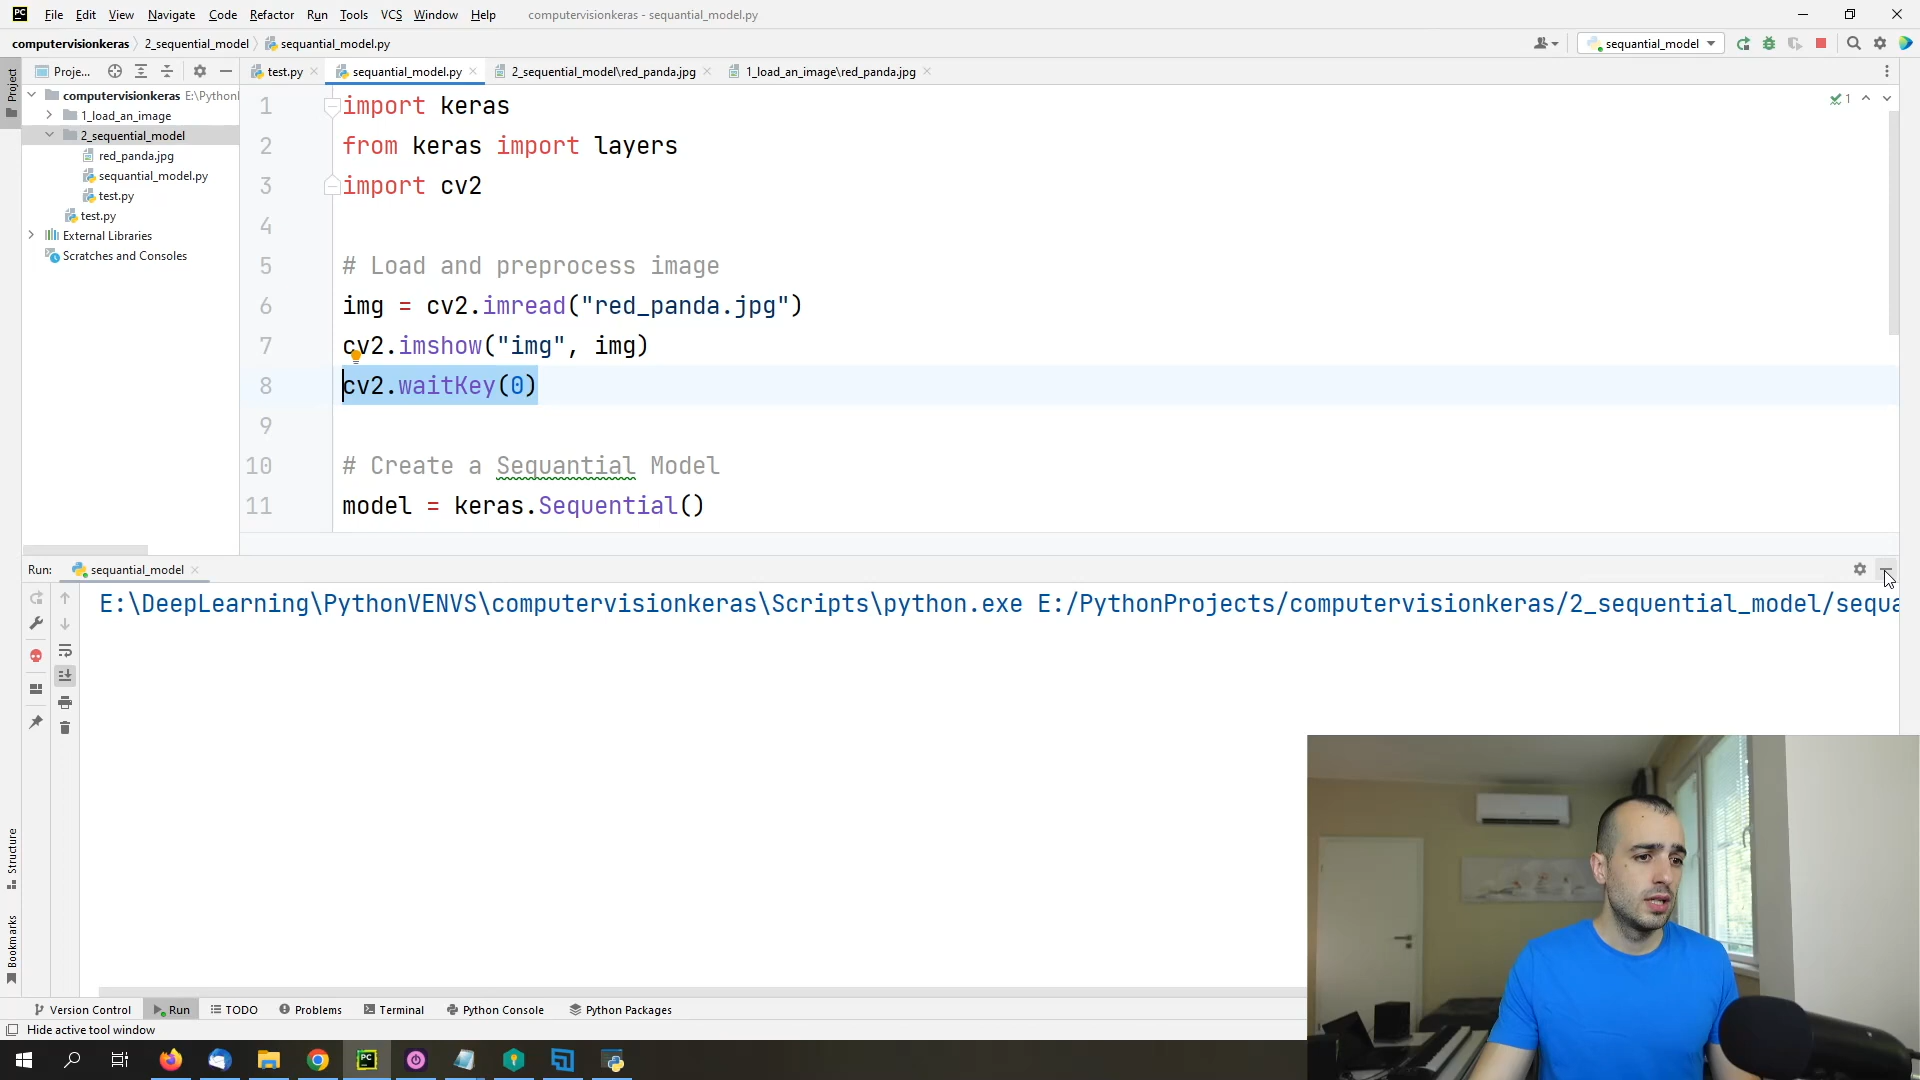 PC File Edit View Navigate Code Refactor Run Tools VCS Window Help computervisionkeras - sequantial_model.py
computervisionkeras 2_sequential_model sequantial_model.py sequantial_model
Project Proje... test.py sequantial_model.py 2_sequential_model\red_panda.jpg 1_load_an_image\red_panda.jpg
computervisionkeras E:\Python
1_load_an_image
2_sequential_model
red_panda.jpg
sequantial_model.py
test.py
test.py
External Libraries
Scratches and Consoles
1
1 import keras
2 from keras import layers
3 import cv2
4
5 # Load and preprocess image
6 img = cv2.imread("red_panda.jpg")
7 cv2.imshow("img", img)
8 cv2.waitKey(0)
9
10 # Create a Sequantial Model
11 model = keras.Sequential()
Run: sequantial_model
E:\DeepLearning\PythonVENVS\computervisionkeras\Scripts\python.exe E:/PythonProjects/computervisionkeras/2_sequential_model/sequa
Structure
Bookmarks
Version Control Run TODO Problems Terminal Python Console Python Packages
Hide active tool window
PC